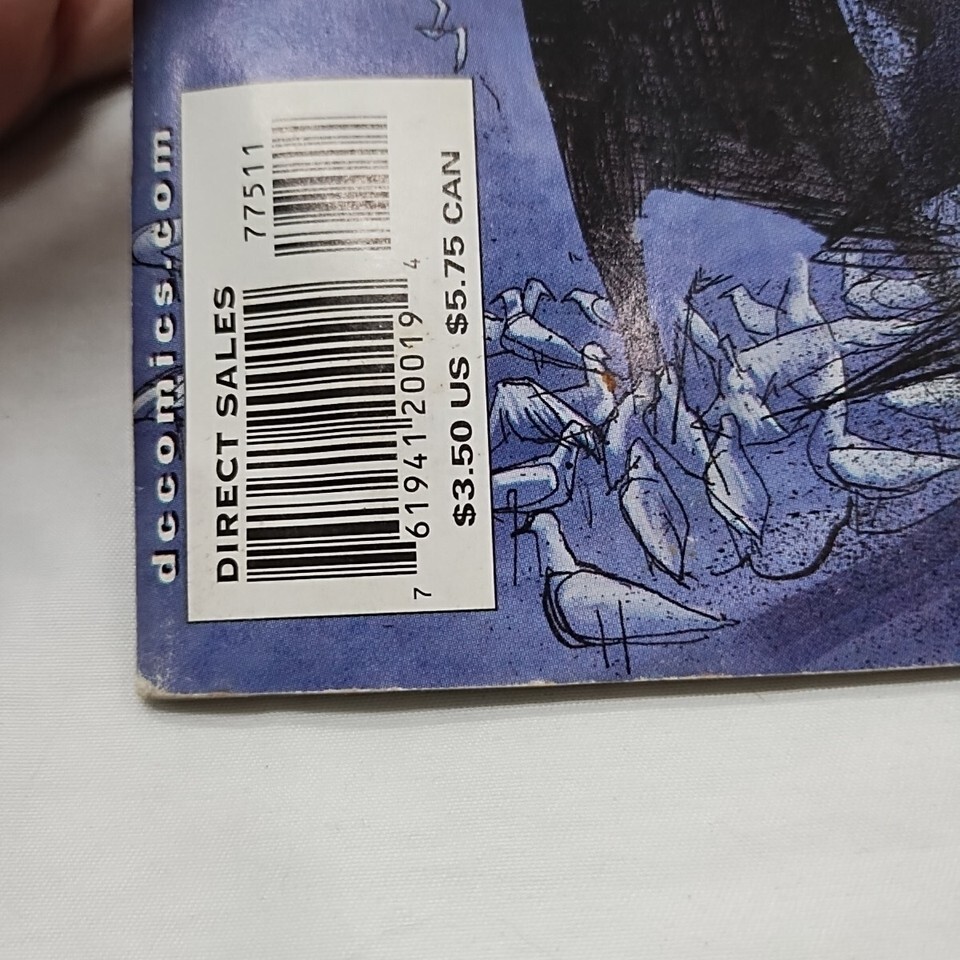 dccomics.com
DIRECT SALES
77511
7 61941 20019 4
$3.50 US $5.75 CAN